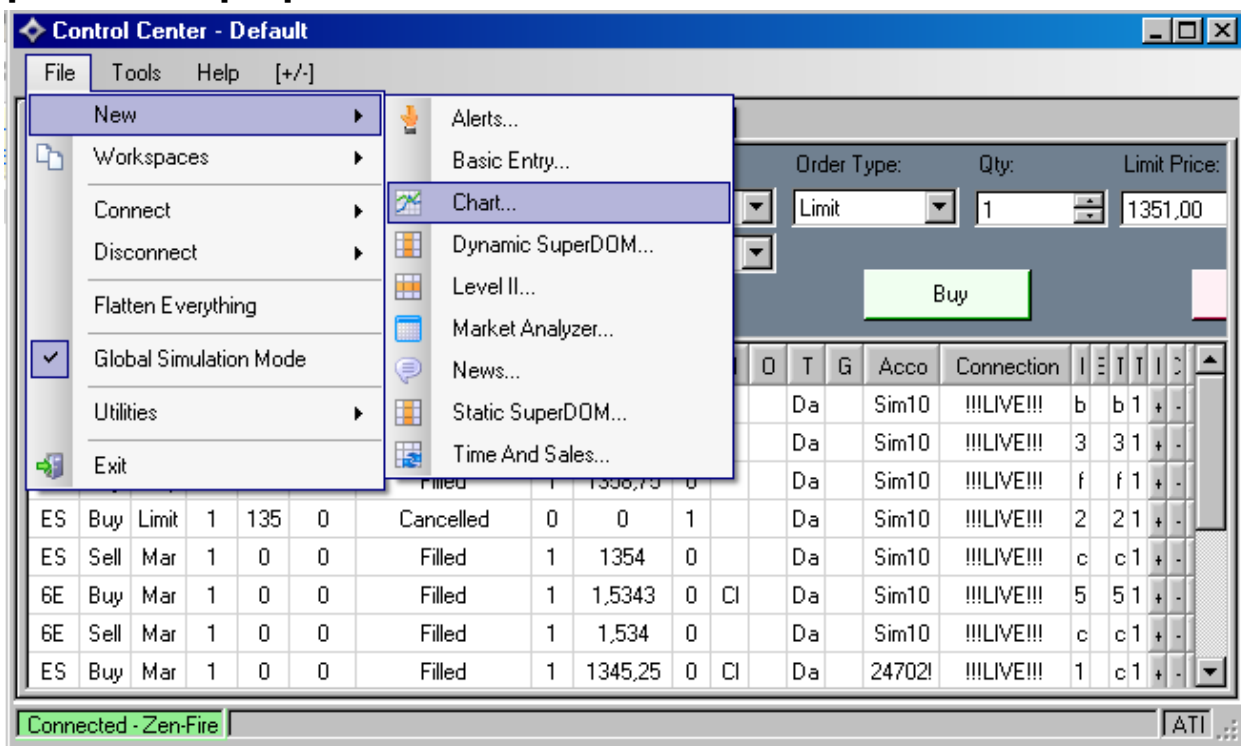 Control Center - Default
File Tools Help [+/-]
New
Workspaces
Connect
Disconnect
Flatten Everything
Global Simulation Mode
Utilities
Exit
Alerts...
Basic Entry...
Chart...
Dynamic SuperDOM...
Level II...
Market Analyzer...
News...
Static SuperDOM...
Time And Sales...
Order Type: Qty: Limit Price:
Limit 1 1351,00
Buy
O T G Acco Connection I E T T I
Da Sim10 !!!LIVE!!! b b 1 + -
Da Sim10 !!!LIVE!!! 3 3 1 + -
Filled 1 1358,75 0 Da Sim10 !!!LIVE!!! f f 1 + -
ES Buy Limit 1 135 0 Cancelled 0 0 1 Da Sim10 !!!LIVE!!! 2 2 1 + -
ES Sell Mar 1 0 0 Filled 1 1354 0 Da Sim10 !!!LIVE!!! c c 1 + -
6E Buy Mar 1 0 0 Filled 1 1,5343 0 Cl Da Sim10 !!!LIVE!!! 5 5 1 + -
6E Sell Mar 1 0 0 Filled 1 1,534 0 Da Sim10 !!!LIVE!!! c c 1 + -
ES Buy Mar 1 0 0 Filled 1 1345,25 0 Cl Da 24702! !!!LIVE!!! 1 c 1 + -
Connected - Zen-Fire ATI